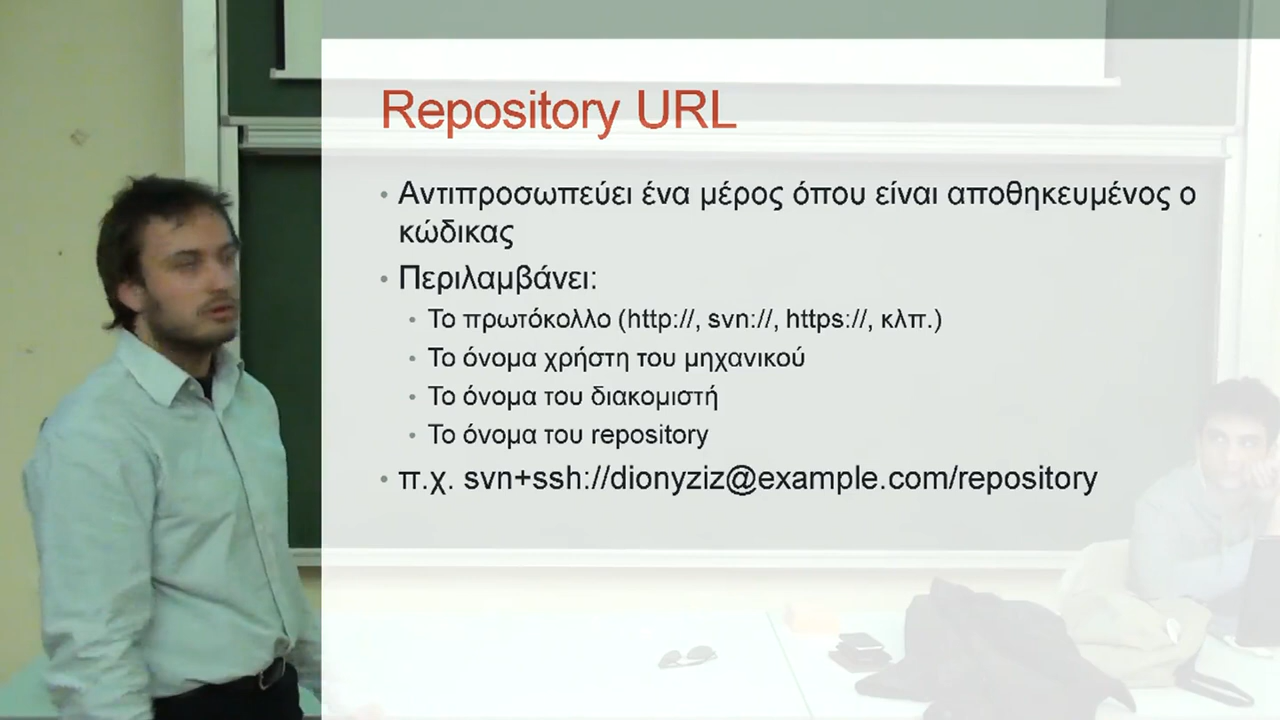 Repository URL
• Αντιπροσωπεύει ένα μέρος όπου είναι αποθηκευμένος ο
κώδικας
• Περιλαμβάνει:
• Το πρωτόκολλο (http://, svn://, https://, κλπ.)
• Το όνομα χρήστη του μηχανικού
• Το όνομα του διακομιστή
• Το όνομα του repository
• π.χ. svn+ssh://dionyziz@example.com/repository